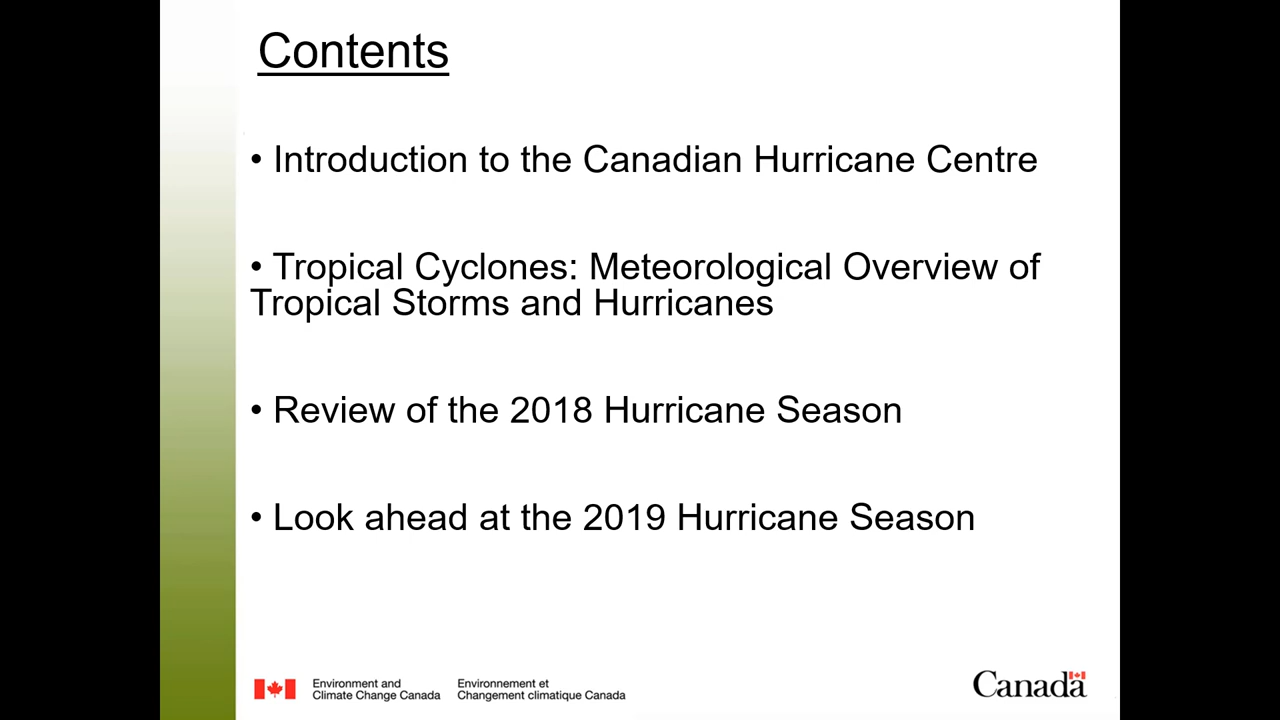 Contents
• Introduction to the Canadian Hurricane Centre
• Tropical Cyclones: Meteorological Overview of
Tropical Storms and Hurricanes
• Review of the 2018 Hurricane Season
• Look ahead at the 2019 Hurricane Season
Environment and
Climate Change Canada
Environnement et
Changement climatique Canada
Canada